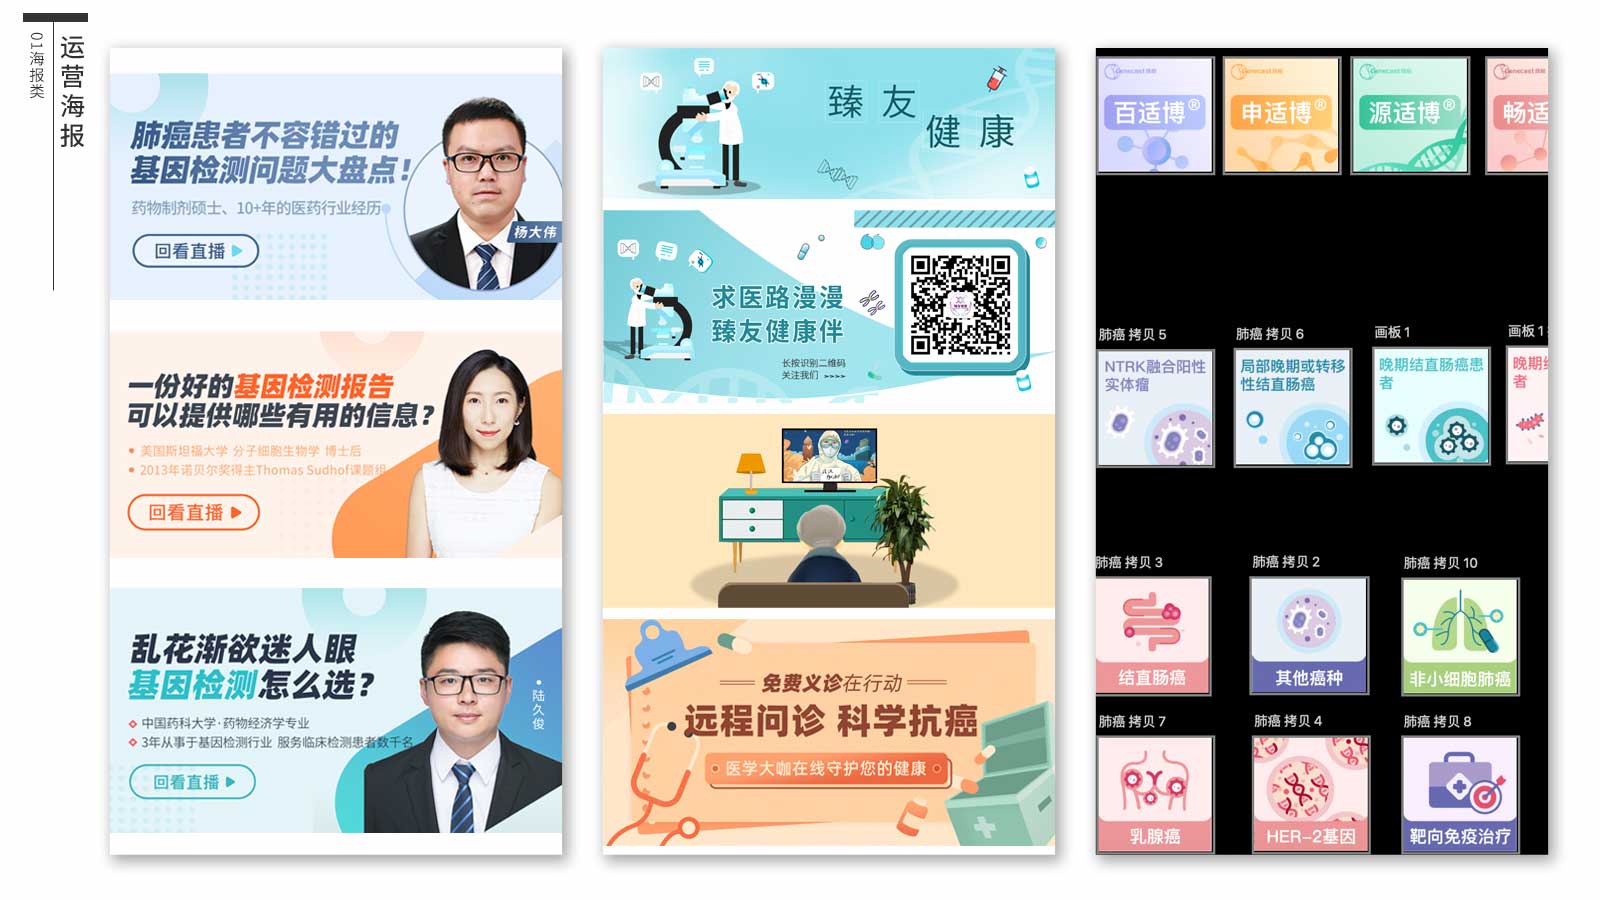 运营海报
01海报类
肺癌患者不容错过的
基因检测问题大盘点！
药物制剂硕士、10+年的医药行业经历
回看直播
杨大伟
一份好的基因检测报告
可以提供哪些有用的信息？
美国斯坦福大学 分子细胞生物学 博士后
2013年诺贝尔奖得主Thomas Sudhof课题组
回看直播
乱花渐欲迷人眼
基因检测怎么选？
中国药科大学·药物经济学专业
3年从事于基因检测行业 服务临床检测患者数千名
回看直播
陆久俊
臻友
健康
求医路漫漫
臻友健康伴
长按识别二维码
关注我们 >>>>
免费义诊在行动
远程问诊 科学抗癌
医学大咖在线守护您的健康
Genecast
Genecast
Genecast
Genecast
百适博®
申适博®
源适博®
畅适
肺癌 拷贝 5
肺癌 拷贝 6
画板 1
画板 1
NTRK融合阳性
实体瘤
局部晚期或转移
性结直肠癌
晚期结直肠癌患
者
晚期
者
肺癌 拷贝 3
肺癌 拷贝 2
肺癌 拷贝 10
结直肠癌
其他癌种
非小细胞肺癌
肺癌 拷贝 7
肺癌 拷贝 4
肺癌 拷贝 8
乳腺癌
HER-2基因
靶向免疫治疗